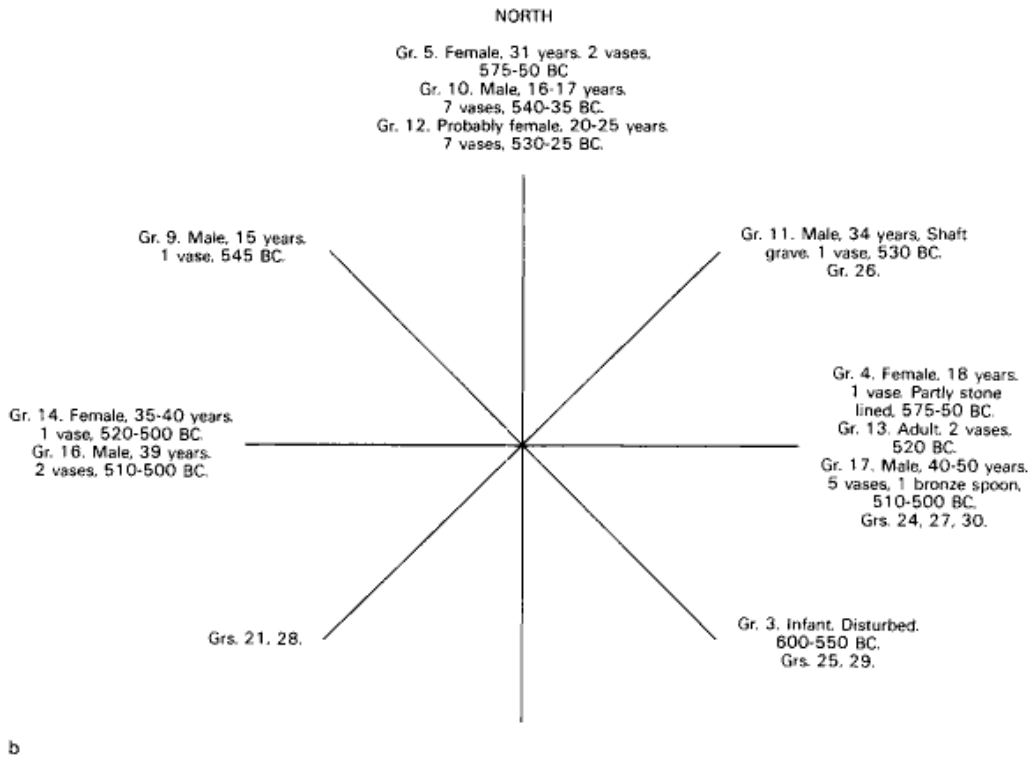 NORTH
Gr. 5. Female, 31 years. 2 vases,
575-50 BC
Gr. 10. Male, 16-17 years.
7 vases, 540-35 BC.
Gr. 12. Probably female, 20-25 years.
7 vases, 530-25 BC.
Gr. 9. Male, 15 years.
1 vase, 545 BC.
Gr. 11. Male, 34 years, Shaft
grave. 1 vase, 530 BC.
Gr. 26.
Gr. 14. Female, 35-40 years.
1 vase, 520-500 BC.
Gr. 16. Male, 39 years.
2 vases, 510-500 BC.
Gr. 4. Female, 18 years.
1 vase. Partly stone
lined, 575-50 BC.
Gr. 13. Adult. 2 vases,
520 BC.
Gr. 17. Male, 40-50 years.
5 vases, 1 bronze spoon,
510-500 BC.
Grs. 24, 27, 30.
Grs. 21, 28.
Gr. 3. Infant. Disturbed.
600-550 BC.
Grs. 25, 29.
b